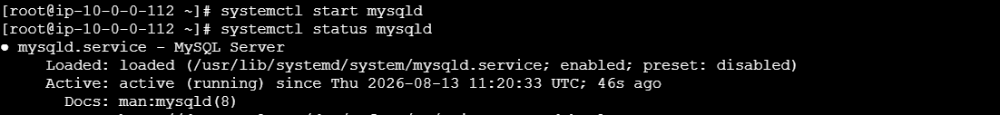 [root@ip-10-0-0-112 ~]# systemctl start mysqld
[root@ip-10-0-0-112 ~]# systemctl status mysqld
● mysqld.service - MySQL Server
Loaded: loaded (/usr/lib/systemd/system/mysqld.service; enabled; preset: disabled)
Active: active (running) since Thu 2026-08-13 11:20:33 UTC; 46s ago
Docs: man:mysqld(8)